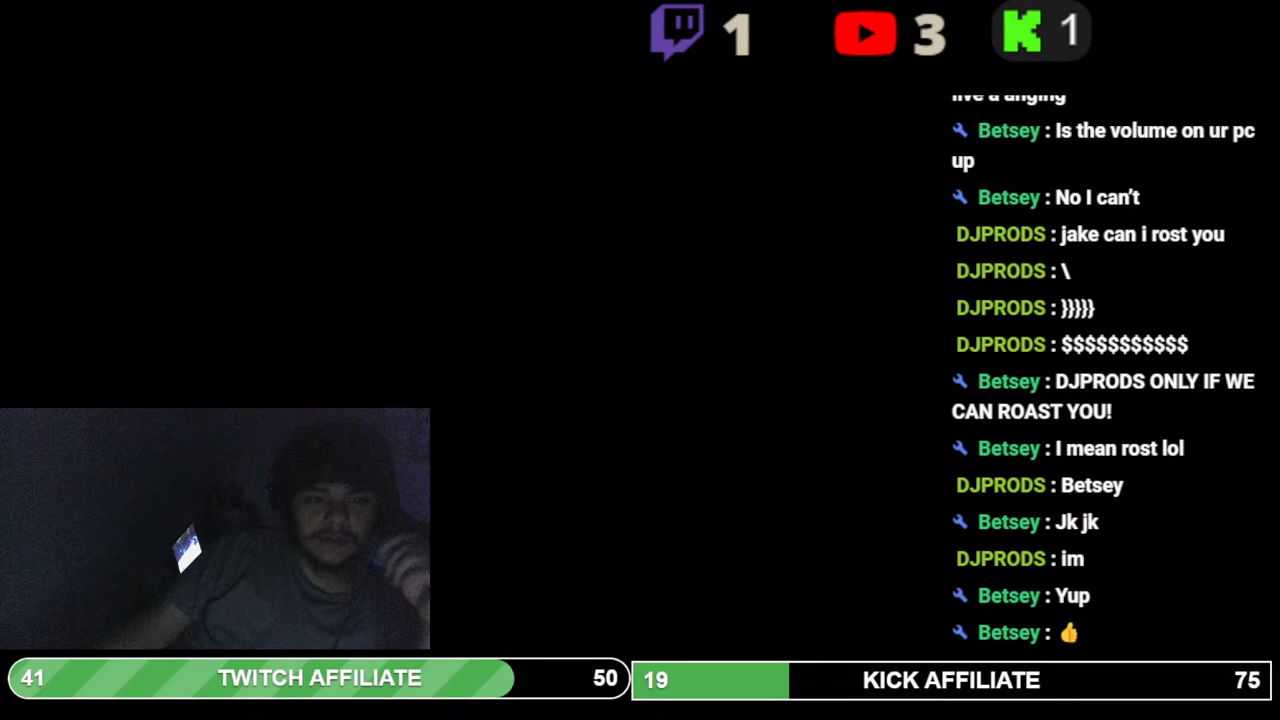 1
3
1
live a anging
Betsey : Is the volume on ur pc
up
Betsey : No I can't
DJPRODS : jake can i rost you
DJPRODS : \
DJPRODS : }}}}}
DJPRODS : $$$$$$$$$$$
Betsey : DJPRODS ONLY IF WE
CAN ROAST YOU!
Betsey : I mean rost lol
DJPRODS : Betsey
Betsey : Jk jk
DJPRODS : im
Betsey : Yup
Betsey : 👍
41 TWITCH AFFILIATE 50
19 KICK AFFILIATE 75